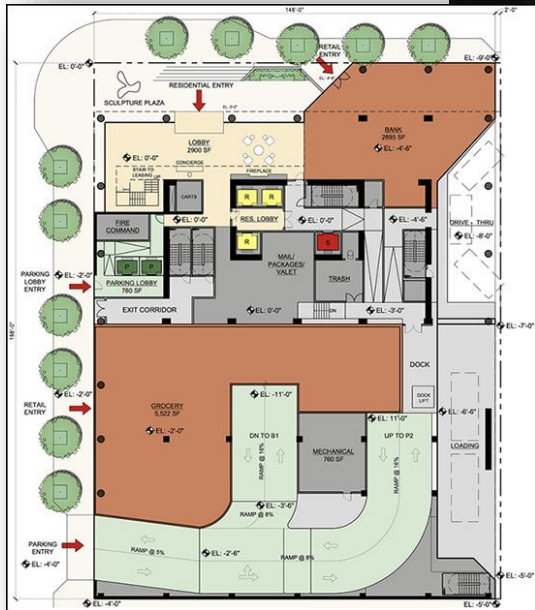 148'-0"
2'-0"
EL: 0'-0"
RETAIL
ENTRY
EL: -9'-0"
EL: -4'-6"
RESIDENTIAL ENTRY
SCULPTURE PLAZA
EL: 0'-0"
LOBBY
2900 SF
BANK
2895 SF
EL: -4'-6"
EL: 0'-0"
CONCIERGE
STAIR TO
LEASING UP
FIREPLACE
CARTS
R
R
EL: 0'-0"
RES. LOBBY
EL: 0'-0"
EL: -4'-6"
DRIVE - THRU
EL: -8'-0"
FIRE
COMMAND
R
S
MAIL/
PACKAGES/
VALET
TRASH
EL: -2'-0"
PARKING
LOBBY
ENTRY
P
P
PARKING LOBBY
780 SF
EXIT CORRIDOR
EL: 0'-0"
DN
EL: -3'-0"
EL: -7'-0"
198'-0"
DOCK
DOCK
LIFT
EL: -2'-0"
RETAIL
ENTRY
GROCERY
5,522 SF
EL: -2'-0"
EL: -11'-0"
EL: 11'-0"
EL: -6'-6"
DN TO B1
UP TO P2
LOADING
MECHANICAL
760 SF
RAMP @ 16%
RAMP @ 16%
EL: -3'-6"
RAMP @ 8%
PARKING
ENTRY
EL: -4'-0"
RAMP @ 5%
EL: -2'-6"
RAMP @ 8%
EL: -5'-0"
EL: -4'-0"
EL: -5'-0"